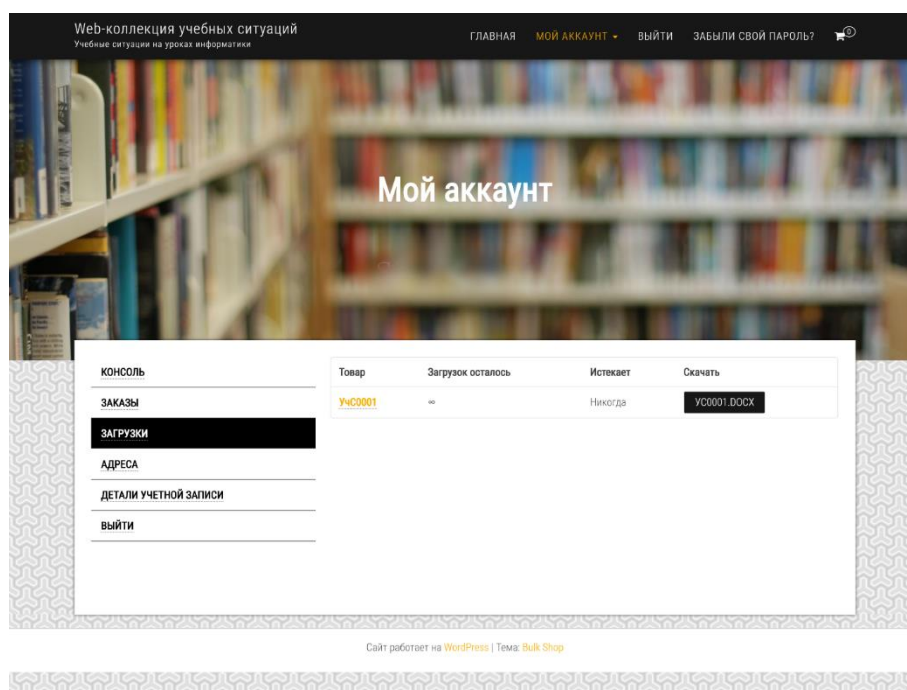 Web-коллекция учебных ситуаций
Учебные ситуации на уроках информатики
ГЛАВНАЯ МОЙ АККАУНТ ВЫЙТИ ЗАБЫЛИ СВОЙ ПАРОЛЬ? 0
Мой аккаунт
КОНСОЛЬ
ЗАКАЗЫ
ЗАГРУЗКИ
АДРЕСА
ДЕТАЛИ УЧЕТНОЙ ЗАПИСИ
ВЫЙТИ
Товар Загрузок осталось Истекает Скачать
УчС0001 ∞ Никогда УС0001.DOCX
Сайт работает на WordPress | Тема: Bulk Shop